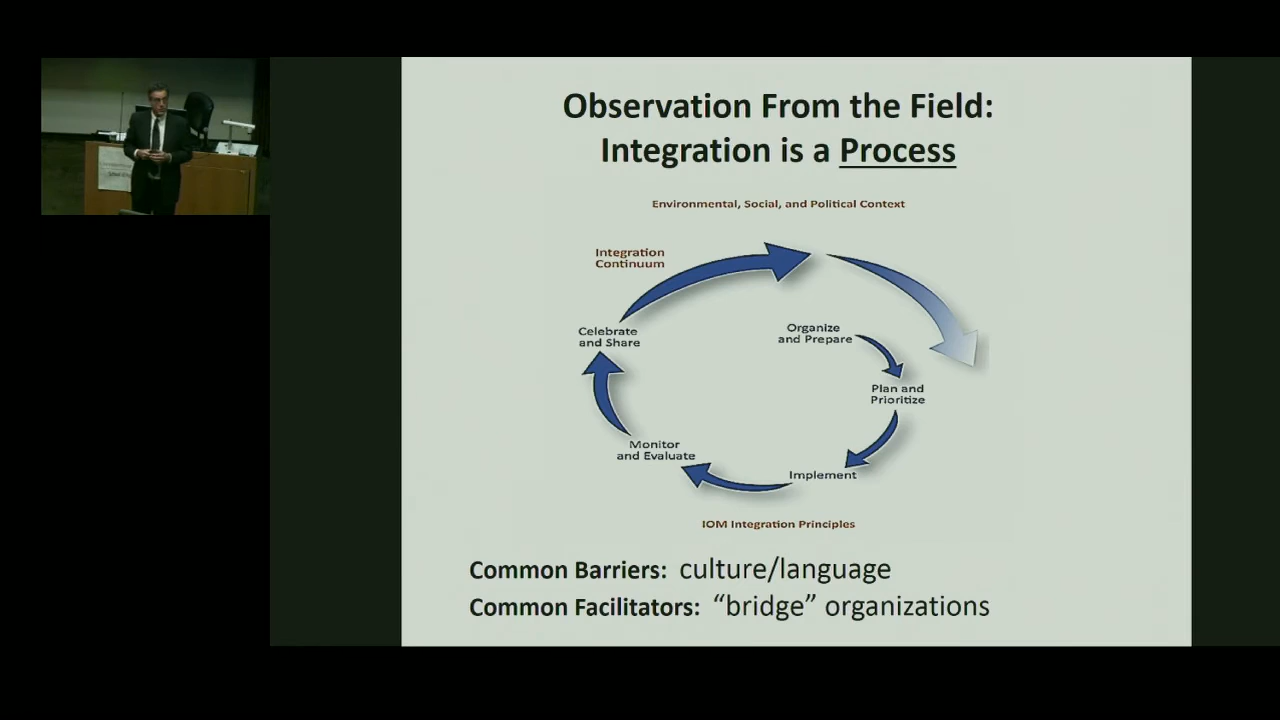 Observation From the Field:
Integration is a Process
Environmental, Social, and Political Context
Integration
Continuum
Celebrate
and Share
Organize
and Prepare
Plan and
Prioritize
Monitor
and Evaluate
Implement
IOM Integration Principles
Common Barriers: culture/language
Common Facilitators: “bridge” organizations